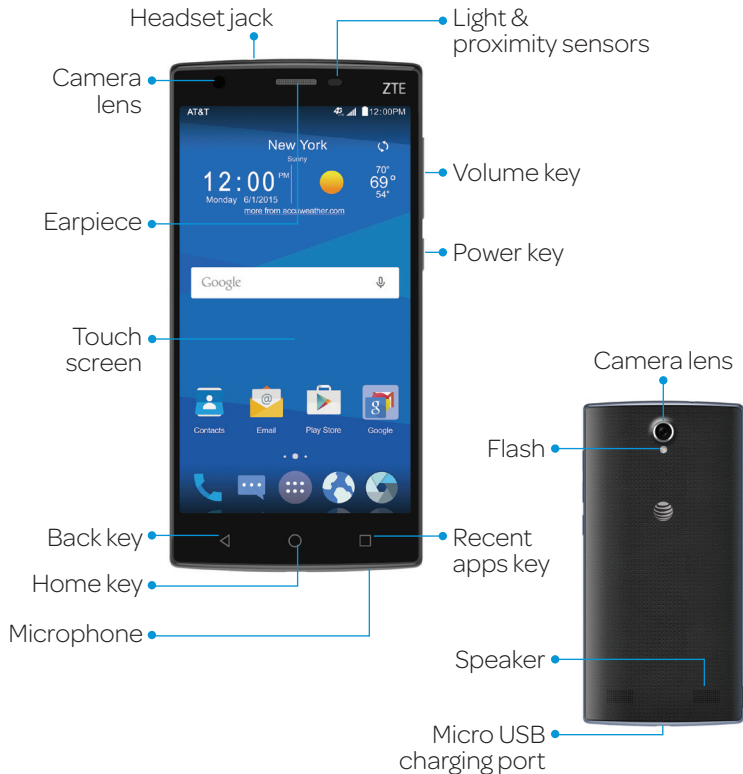 Headset jack
Light &
proximity sensors
Camera
lens
ZTE
AT&T
4G 12:00PM
New York
Sunny
12:00 PM
70°
69°
54°
Monday 6/1/2015
more from accuweather.com
Volume key
Earpiece
Power key
Google
Touch
screen
Contacts
Email
Play Store
Google
@
g
Camera lens
Flash
Back key
Home key
Recent
apps key
Microphone
Speaker
Micro USB
charging port